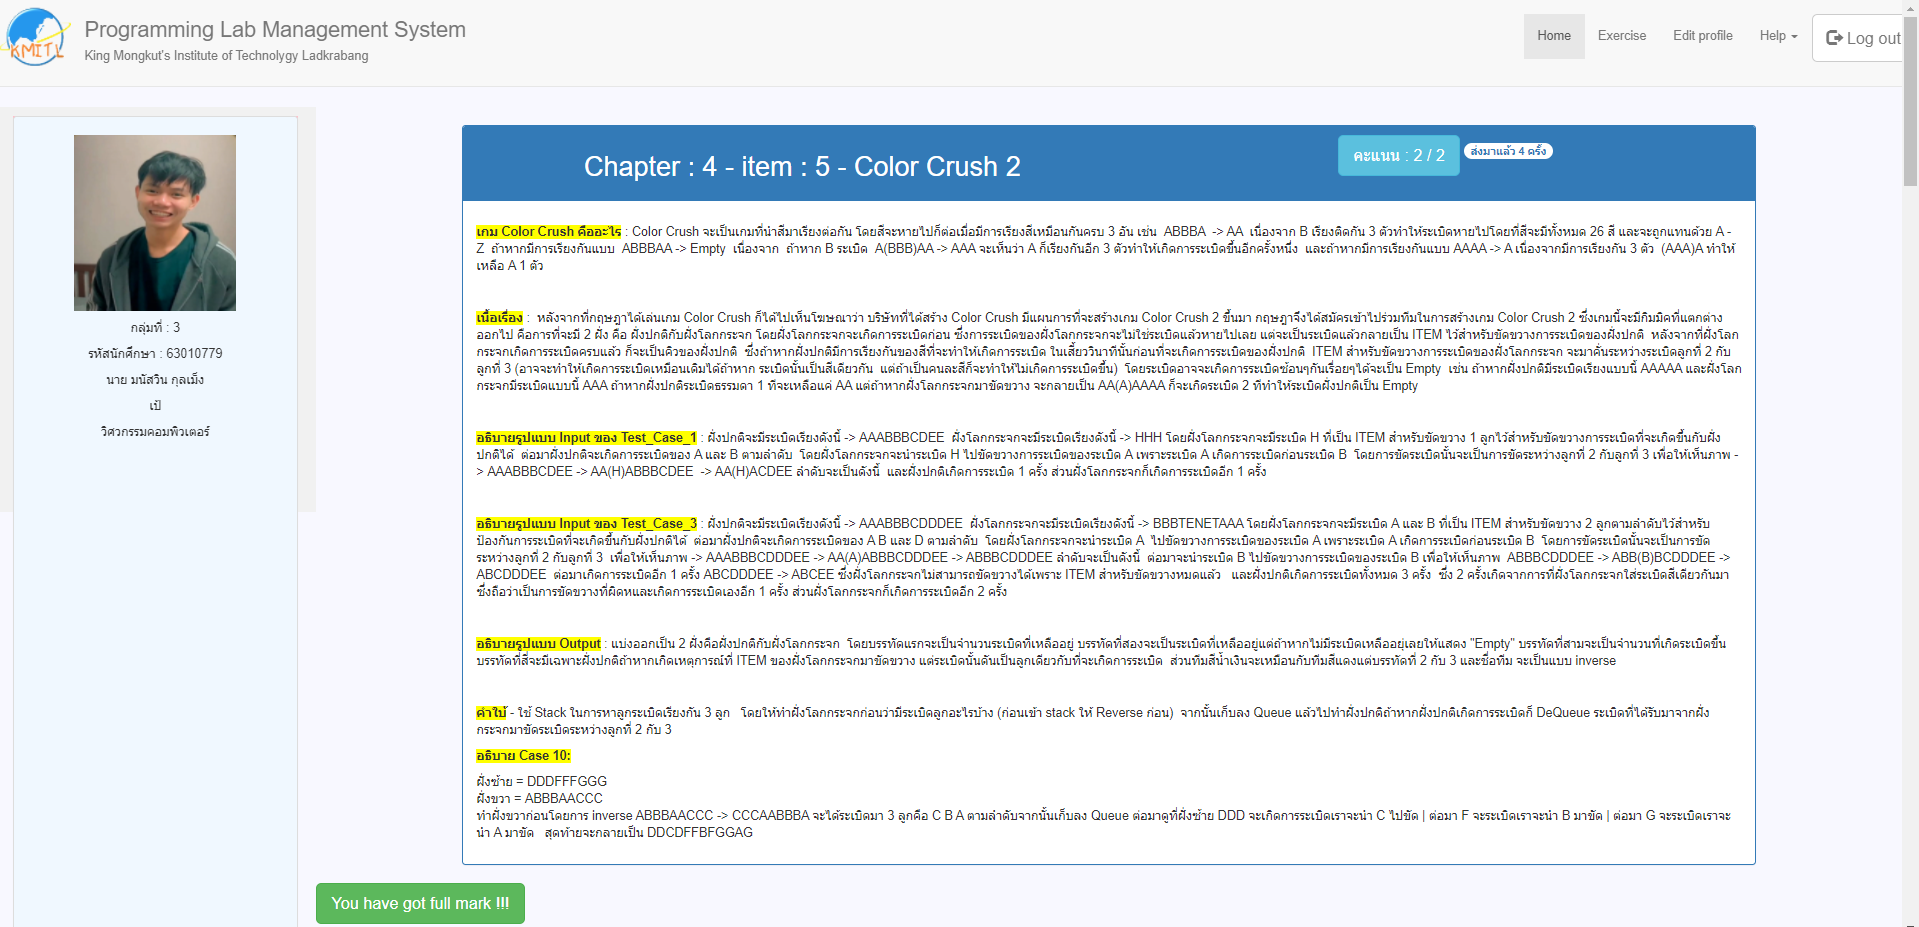 KMITL
Programming Lab Management System
King Mongkut's Institute of Technolygy Ladkrabang
Home
Exercise
Edit profile
Help
Log out
กลุ่มที่ : 3
รหัสนักศึกษา : 63010779
นาย มนัสวิน กุลเม็ง
เป้
วิศวกรรมคอมพิวเตอร์
Chapter : 4 - item : 5 - Color Crush 2
คะแนน : 2 / 2
ส่งมาแล้ว 4 ครั้ง
เกม Color Crush คืออะไร : Color Crush จะเป็นเกมที่นำสีมาเรียงต่อกัน โดยสีจะหายไปก็ต่อเมื่อมีการเรียงสีเหมือนกันครบ 3 อัน เช่น ABBBA -> AA เนื่องจาก B เรียงติดกัน 3 ตัวทำให้ระเบิดหายไปโดยที่สีจะมีทั้งหมด 26 สี และจะถูกแทนด้วย A -
Z ถ้าหากมีการเรียงกันแบบ ABBBAA -> Empty เนื่องจาก ถ้าหาก B ระเบิด A(BBB)AA -> AAA จะเห็นว่า A ก็เรียงกันอีก 3 ตัวทำให้เกิดการระเบิดขึ้นอีกครั้งหนึ่ง และถ้าหากมีการเรียงกันแบบ AAAA -> A เนื่องจากมีการเรียงกัน 3 ตัว (AAA)A ทำให้
เหลือ A 1 ตัว
เนื้อเรื่อง : หลังจากที่กฤษฎาได้เล่นเกม Color Crush ก็ได้ไปเห็นโฆษณาว่า บริษัทที่ได้สร้าง Color Crush มีแผนการที่จะสร้างเกม Color Crush 2 ขึ้นมา กฤษฎาจึงได้สมัครเข้าไปร่วมทีมในการสร้างเกม Color Crush 2 ซึ่งเกมนี้จะมีกิมมิคที่แตกต่าง
ออกไป คือการที่จะมี 2 ฝั่ง คือ ฝั่งปกติกับฝั่งโลกกระจก โดยฝั่งโลกกระจกจะเกิดการระเบิดก่อน ซึ่งการระเบิดของฝั่งโลกกระจกจะไม่ใช่ระเบิดแล้วหายไปเลย แต่จะเป็นระเบิดแล้วกลายเป็น ITEM ไว้สำหรับขัดขวางการระเบิดของฝั่งปกติ หลังจากที่ฝั่งโลก
กระจกเกิดการระเบิดครบแล้ว ก็จะเป็นคิวของฝั่งปกติ ซึ่งถ้าหากฝั่งปกติมีการเรียงกันของสีที่จะทำให้เกิดการระเบิด ในเสี้ยววินาทีนั้นก่อนที่จะเกิดการระเบิดของฝั่งปกติ ITEM สำหรับขัดขวางการระเบิดของฝั่งโลกกระจก จะมาคั่นระหว่างระเบิดลูกที่ 2 กับ
ลูกที่ 3 (อาจจะทำให้เกิดการระเบิดเหมือนเดิมได้ถ้าหาก ระเบิดนั้นเป็นสีเดียวกัน แต่ถ้าเป็นคนละสีก็จะทำให้ไม่เกิดการระเบิดขึ้น) โดยระเบิดอาจจะเกิดการระเบิดซ้อนๆกันเรื่อยๆได้จะเป็น Empty เช่น ถ้าหากฝั่งปกติมีระเบิดเรียงแบบนี้ AAAAA และฝั่งโลก
กระจกมีระเบิดแบบนี้ AAA ถ้าหากฝั่งปกติระเบิดธรรมดา 1 ทีจะเหลือแค่ AA แต่ถ้าหากฝั่งโลกกระจกมาขัดขวาง จะกลายเป็น AA(A)AAAA ก็จะเกิดระเบิด 2 ทีทำให้ระเบิดฝั่งปกติเป็น Empty
อธิบายรูปแบบ Input ของ Test_Case_1 : ฝั่งปกติจะมีระเบิดเรียงดังนี้ -> AAABBBCDEE ฝั่งโลกกระจกจะมีระเบิดเรียงดังนี้ -> HHH โดยฝั่งโลกกระจกจะมีระเบิด H ที่เป็น ITEM สำหรับขัดขวาง 1 ลูกไว้สำหรับขัดขวางการระเบิดที่จะเกิดขึ้นกับฝั่ง
ปกติได้ ต่อมาฝั่งปกติจะเกิดการระเบิดของ A และ B ตามลำดับ โดยฝั่งโลกกระจกจะนำระเบิด H ไปขัดขวางการระเบิดของระเบิด A เพราะระเบิด A เกิดการระเบิดก่อนระเบิด B โดยการขัดระเบิดนั้นจะเป็นการขัดระหว่างลูกที่ 2 กับลูกที่ 3 เพื่อให้เห็นภาพ -
> AAABBBCDEE -> AA(H)ABBBCDEE -> AA(H)ACDEE ลำดับจะเป็นดังนี้ และฝั่งปกติเกิดการระเบิด 1 ครั้ง ส่วนฝั่งโลกกระจกก็เกิดการระเบิดอีก 1 ครั้ง
อธิบายรูปแบบ Input ของ Test_Case_3 : ฝั่งปกติจะมีระเบิดเรียงดังนี้ -> AAABBBCDDDEE ฝั่งโลกกระจกจะมีระเบิดเรียงดังนี้ -> BBBTENETAAA โดยฝั่งโลกกระจกจะมีระเบิด A และ B ที่เป็น ITEM สำหรับขัดขวาง 2 ลูกตามลำดับไว้สำหรับ
ป้องกันการระเบิดที่จะเกิดขึ้นกับฝั่งปกติได้ ต่อมาฝั่งปกติจะเกิดการระเบิดของ A B และ D ตามลำดับ โดยฝั่งโลกกระจกจะนำระเบิด A ไปขัดขวางการระเบิดของระเบิด A เพราะระเบิด A เกิดการระเบิดก่อนระเบิด B โดยการขัดระเบิดนั้นจะเป็นการขัด
ระหว่างลูกที่ 2 กับลูกที่ 3 เพื่อให้เห็นภาพ -> AAABBBCDDDEE -> AA(A)ABBBCDDDEE -> ABBBCDDDEE ลำดับจะเป็นดังนี้ ต่อมาจะนำระเบิด B ไปขัดขวางการระเบิดของระเบิด B เพื่อให้เห็นภาพ ABBBCDDDEE -> ABB(B)BCDDDEE ->
ABCDDDEE ต่อมาเกิดการระเบิดอีก 1 ครั้ง ABCDDDEE -> ABCEE ซึ่งฝั่งโลกกระจกไม่สามารถขัดขวางได้เพราะ ITEM สำหรับขัดขวางหมดแล้ว และฝั่งปกติเกิดการระเบิดทั้งหมด 3 ครั้ง ซึ่ง 2 ครั้งเกิดจากการที่ฝั่งโลกกระจกใส่ระเบิดสีเดียวกันมา
ซึ่งถือว่าเป็นการขัดขวางที่ผิดหและเกิดการระเบิดเองอีก 1 ครั้ง ส่วนฝั่งโลกกระจกก็เกิดการระเบิดอีก 2 ครั้ง
อธิบายรูปแบบ Output : แบ่งออกเป็น 2 ฝั่งคือฝั่งปกติกับฝั่งโลกกระจก โดยบรรทัดแรกจะเป็นจำนวนระเบิดที่เหลืออยู่ บรรทัดที่สองจะเป็นระเบิดที่เหลืออยู่แต่ถ้าหากไม่มีระเบิดเหลืออยู่เลยให้แสดง "Empty" บรรทัดที่สามจะเป็นจำนวนที่เกิดระเบิดขึ้น
บรรทัดที่สี่จะมีเฉพาะฝั่งปกติถ้าหากเกิดเหตุการณ์ที่ ITEM ของฝั่งโลกกระจกมาขัดขวาง แต่ระเบิดนั้นดันเป็นลูกเดียวกับที่จะเกิดการระเบิด ส่วนทีมสีน้ำเงินจะเหมือนกับทีมสีแดงแต่บรรทัดที่ 2 กับ 3 และชื่อทีม จะเป็นแบบ inverse
คำใบ้ - ใช้ Stack ในการหาลูกระเบิดเรียงกัน 3 ลูก โดยให้ทำฝั่งโลกกระจกก่อนว่ามีระเบิดลูกอะไรบ้าง (ก่อนเข้า stack ให้ Reverse ก่อน) จากนั้นเก็บลง Queue แล้วไปทำฝั่งปกติถ้าหากฝั่งปกติเกิดการระเบิดก็ DeQueue ระเบิดที่ได้รับมาจากฝั่ง
กระจกมาขัดระเบิดระหว่างลูกที่ 2 กับ 3
อธิบาย Case 10:
ฝั่งซ้าย = DDDFFFGGG
ฝั่งขวา = ABBBAACCC
ทำฝั่งขวาก่อนโดยการ inverse ABBBAACCC -> CCCAABBBA จะได้ระเบิดมา 3 ลูกคือ C B A ตามลำดับจากนั้นเก็บลง Queue ต่อมาดูที่ฝั่งซ้าย DDD จะเกิดการระเบิดเราจะนำ C ไปขัด | ต่อมา F จะระเบิดเราจะนำ B มาขัด | ต่อมา G จะระเบิดเราจะ
นำ A มาขัด สุดท้ายจะกลายเป็น DDCDFFBFGGAG
You have got full mark !!!